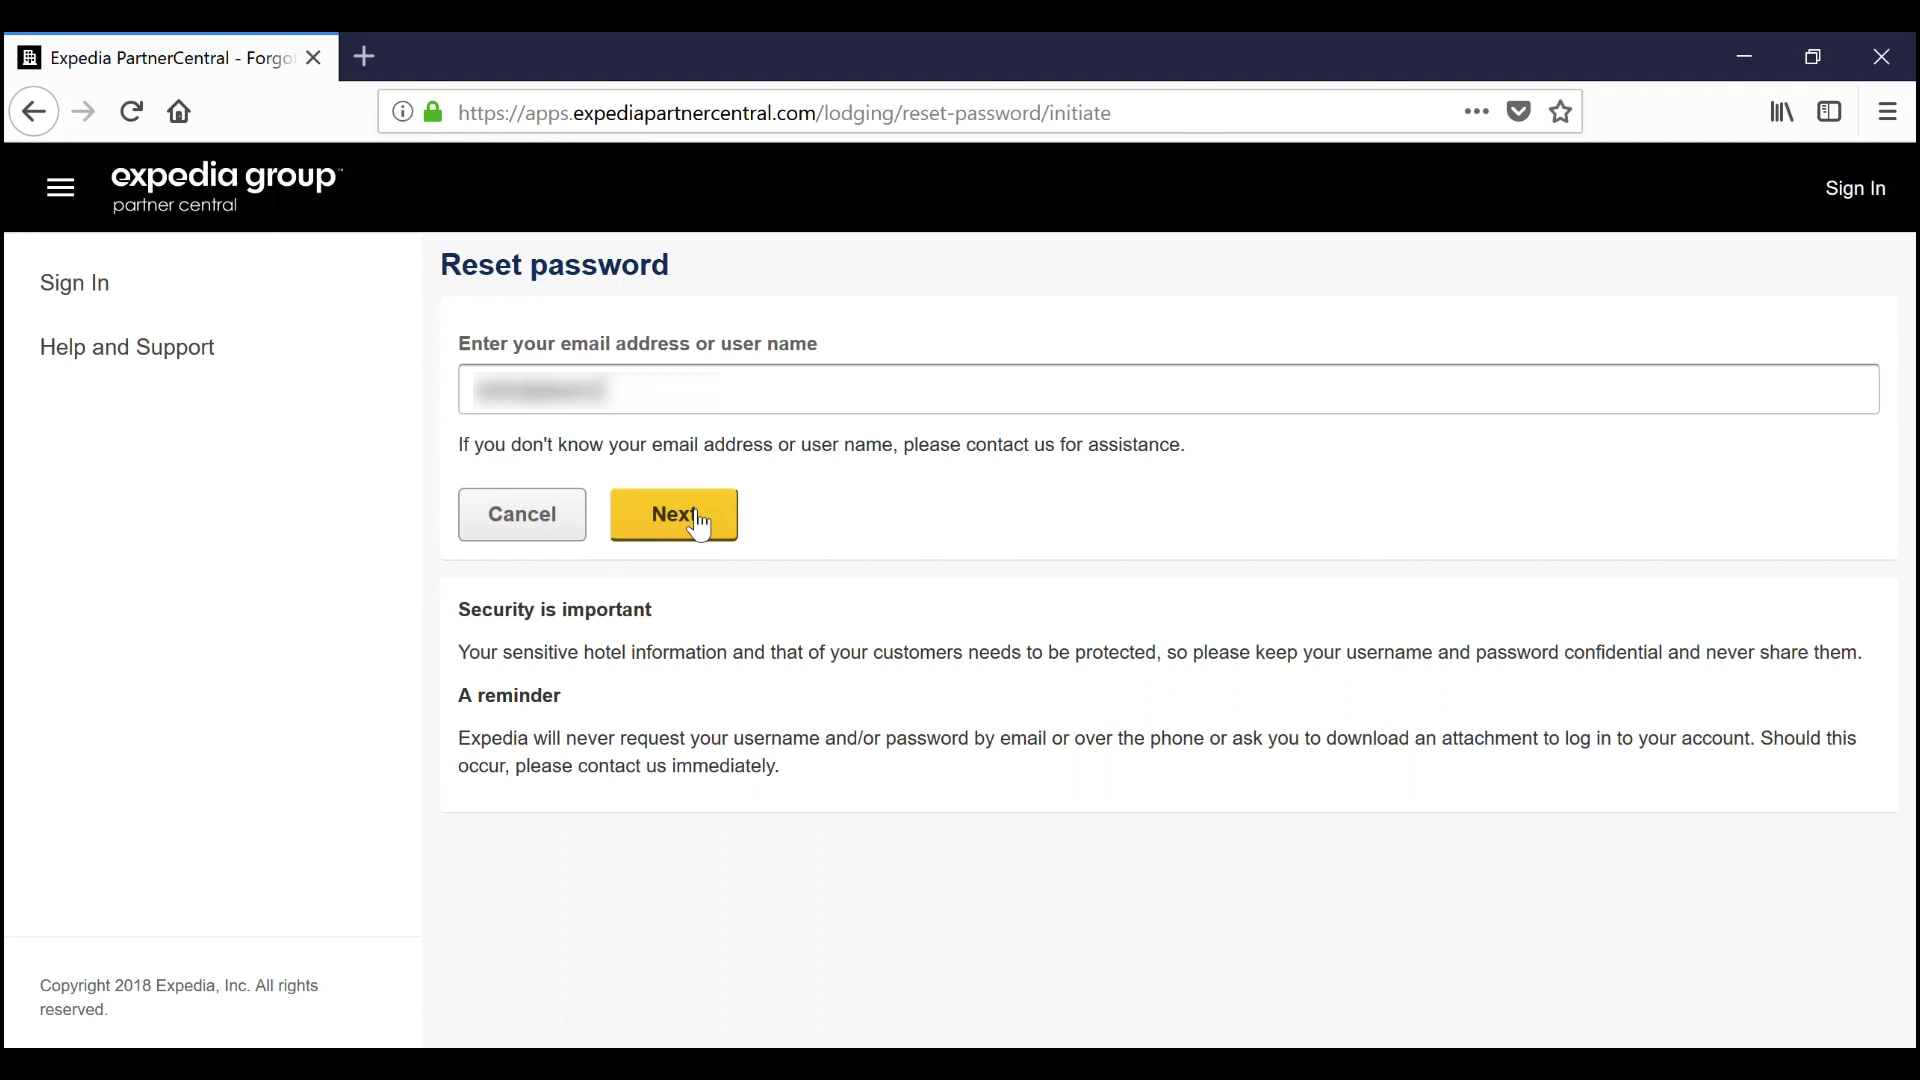 Expedia PartnerCentral - Forgo
https://apps.expediapartnercentral.com/lodging/reset-password/initiate
expedia group™
partner central
Sign In
Sign In
Help and Support
Reset password
Enter your email address or user name
If you don't know your email address or user name, please contact us for assistance.
Cancel
Next
Security is important
Your sensitive hotel information and that of your customers needs to be protected, so please keep your username and password confidential and never share them.
A reminder
Expedia will never request your username and/or password by email or over the phone or ask you to download an attachment to log in to your account. Should this
occur, please contact us immediately.
Copyright 2018 Expedia, Inc. All rights
reserved.